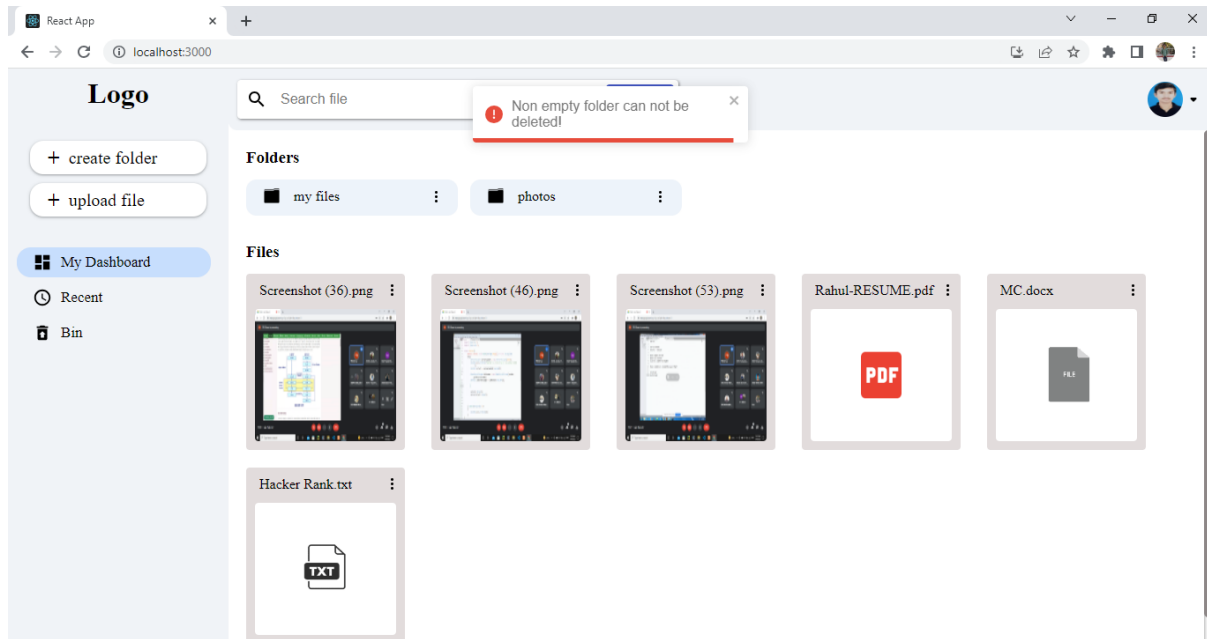 React App
localhost:3000
Logo
Search file
Non empty folder can not be
deleted!
+ create folder
+ upload file
My Dashboard
Recent
Bin
Folders
my files
photos
Files
Screenshot (36).png
Screenshot (46).png
Screenshot (53).png
Rahul-RESUME.pdf
MC.docx
PDF
FILE
Hacker Rank.txt
TXT